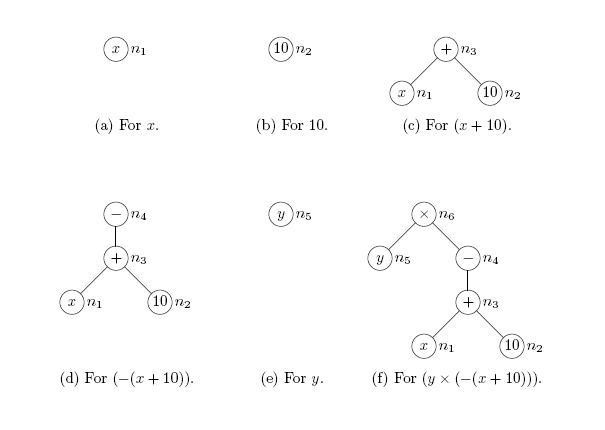 x n₁
10 n₂
+ n₃
x n₁ 10 n₂
(a) For x.
(b) For 10.
(c) For (x + 10).
− n₄
+ n₃
x n₁ 10 n₂
y n₅
× n₆
y n₅ − n₄
+ n₃
x n₁ 10 n₂
(d) For (−(x + 10)).
(e) For y.
(f) For (y × (−(x + 10))).